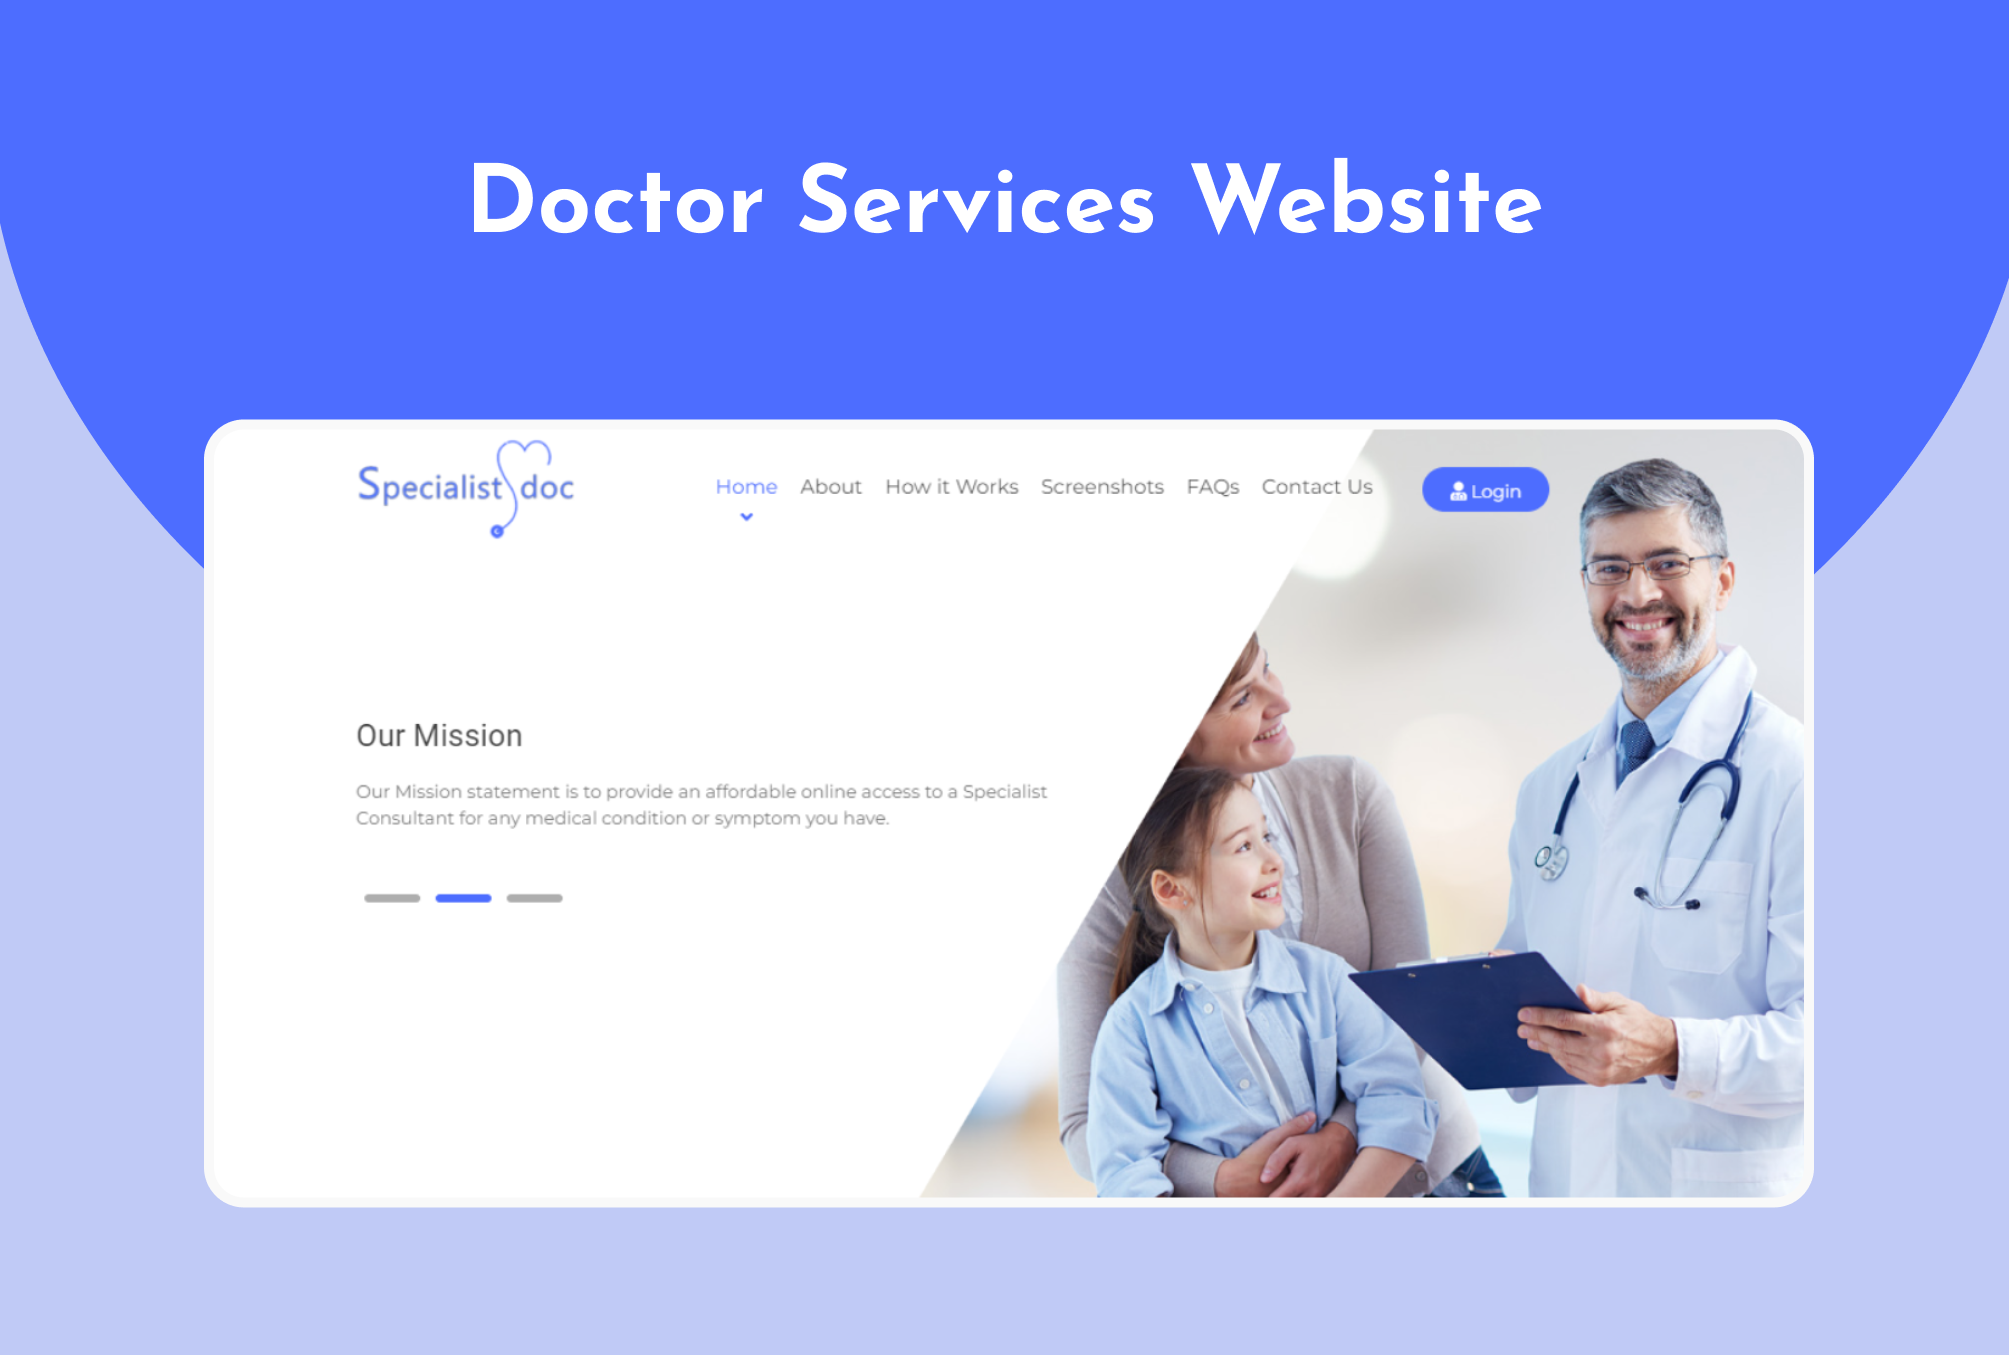 Doctor Services Website
Specialist doc
Home About How it Works Screenshots FAQs Contact Us
Login
Our Mission
Our Mission statement is to provide an affordable online access to a Specialist
Consultant for any medical condition or symptom you have.